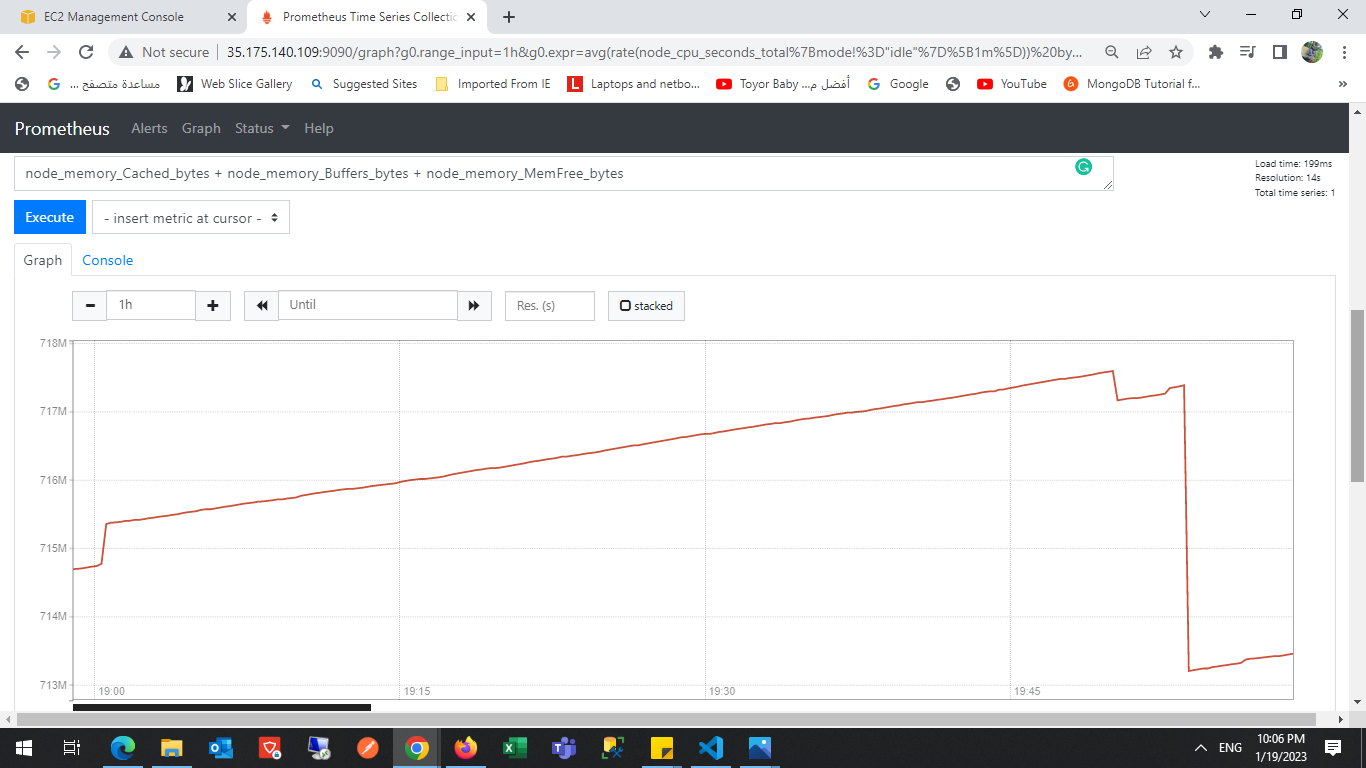 EC2 Management Console
Prometheus Time Series Collectic
Not secure
35.175.140.109:9090/graph?g0.range_input=1h&g0.expr=avg(rate(node_cpu_seconds_total%7Bmode!%3D"idle"%7D%5B1m%5D))%20by...
مساعدة متصفح ...
Web Slice Gallery
Suggested Sites
Imported From IE
Laptops and netbo...
Toyor Baby ...أفضل م
Google
YouTube
MongoDB Tutorial f...
»
Prometheus
Alerts
Graph
Status
Help
node_memory_Cached_bytes + node_memory_Buffers_bytes + node_memory_MemFree_bytes
Load time: 199ms
Resolution: 14s
Total time series: 1
Execute
- insert metric at cursor -
Graph
Console
1h
Until
Res. (s)
stacked
718M
717M
716M
715M
714M
713M
19:00
19:15
19:30
19:45
ENG
10:06 PM
1/19/2023